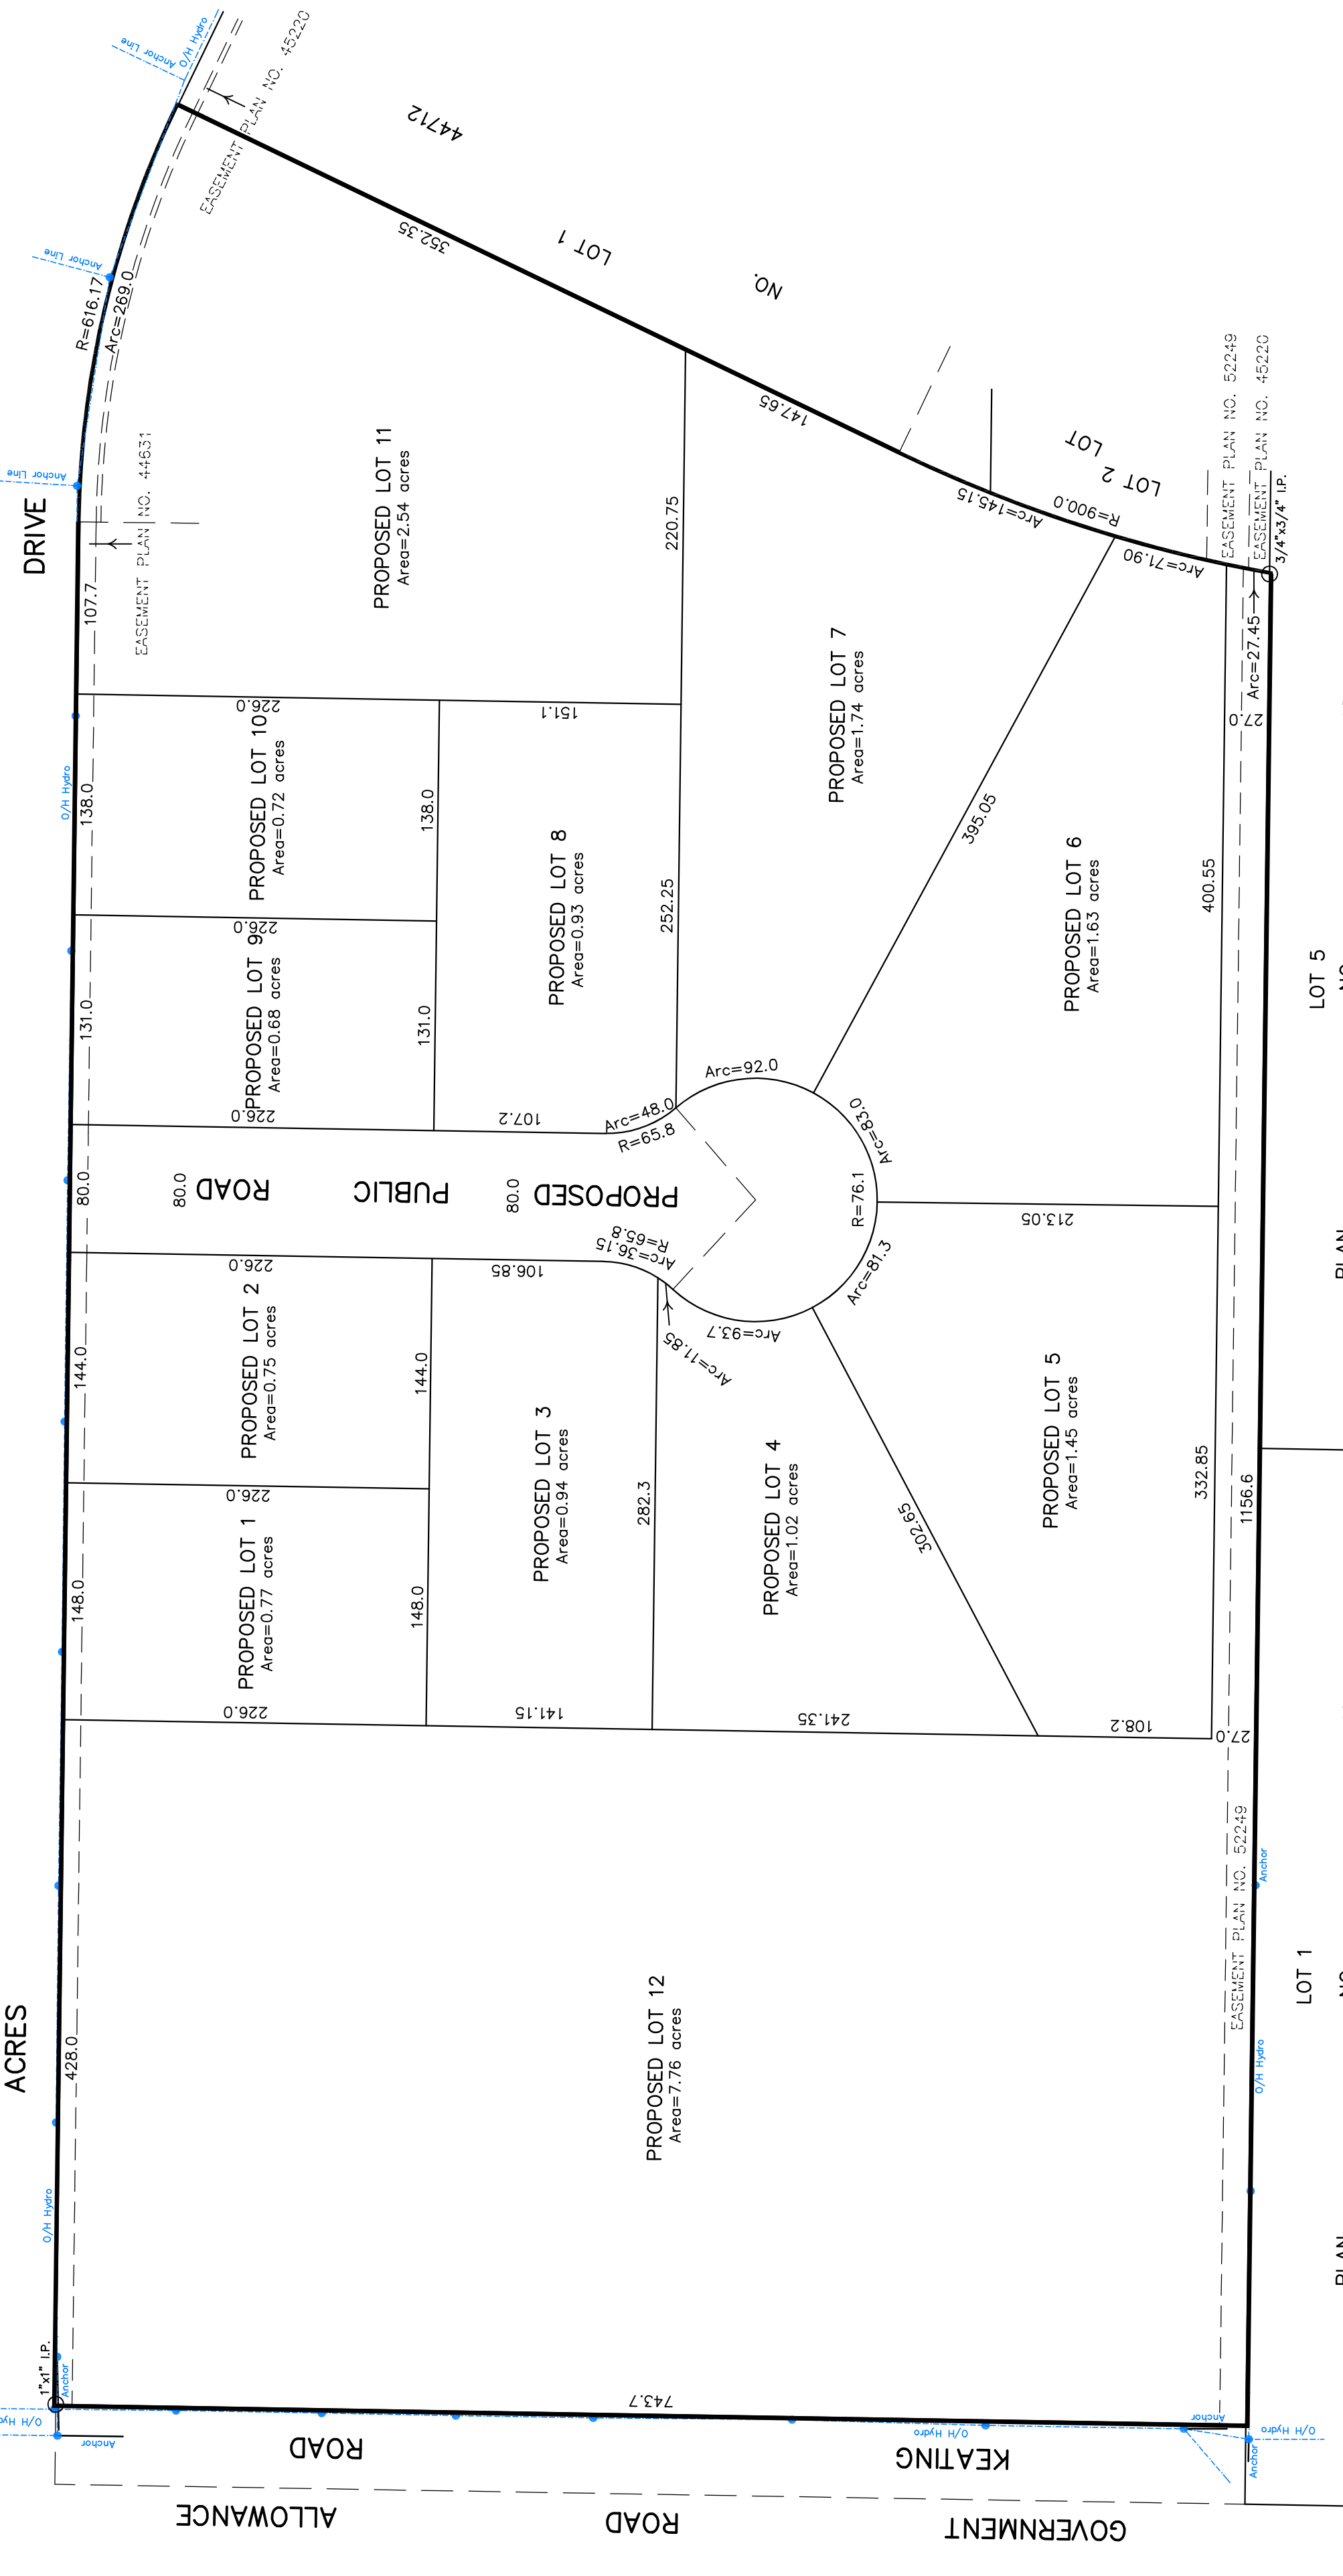 O/H Hydro
Anchor Line
EASEMENT PLAN NO. 45220
44712
Anchor Line
R=616.17
Arc=269.0
352.35
LOT 1
NO.
DRIVE
Anchor Line
EASEMENT PLAN NO. 44631
107.7
PROPOSED LOT 11
Area=2.54 acres
220.75
147.65
Arc=145.15
R=900.0
LOT
LOT 2
Arc=71.90
EASEMENT PLAN NO. 52249
EASEMENT PLAN NO. 45220
3/4"x3/4" I.P.
Arc=27.45
27.0
226.0
151.1
O/H Hydro
138.0
PROPOSED LOT 10
Area=0.72 acres
138.0
226.0
PROPOSED LOT 7
Area=1.74 acres
395.05
PROPOSED LOT 8
Area=0.93 acres
252.25
PROPOSED LOT 6
Area=1.63 acres
400.55
LOT 5
131.0
PROPOSED LOT 9
Area=0.68 acres
131.0
226.0
107.2
Arc=48.0
R=65.8
Arc=92.0
Arc=83.0
80.0
80.0
80.0
PROPOSED
PUBLIC
ROAD
R=76.1
213.05
PLAN
226.0
106.85
R=65.8
Arc=36.15
Arc=11.85
Arc=93.7
Arc=81.3
144.0
PROPOSED LOT 2
Area=0.75 acres
144.0
226.0
PROPOSED LOT 3
Area=0.94 acres
282.3
PROPOSED LOT 4
Area=1.02 acres
302.65
PROPOSED LOT 5
Area=1.45 acres
332.85
1156.6
148.0
PROPOSED LOT 1
Area=0.77 acres
148.0
226.0
141.15
241.35
108.2
27.0
EASEMENT PLAN NO. 52249
Anchor
LOT 1
ACRES
428.0
PROPOSED LOT 12
Area=7.76 acres
O/H Hydro
O/H Hydro
PLAN
1"x1" I.P.
Anchor
743.7
Anchor
O/H Hydro
Anchor
O/H Hydro
Anchor
KEATING
ROAD
GOVERNMENT
ROAD
ALLOWANCE